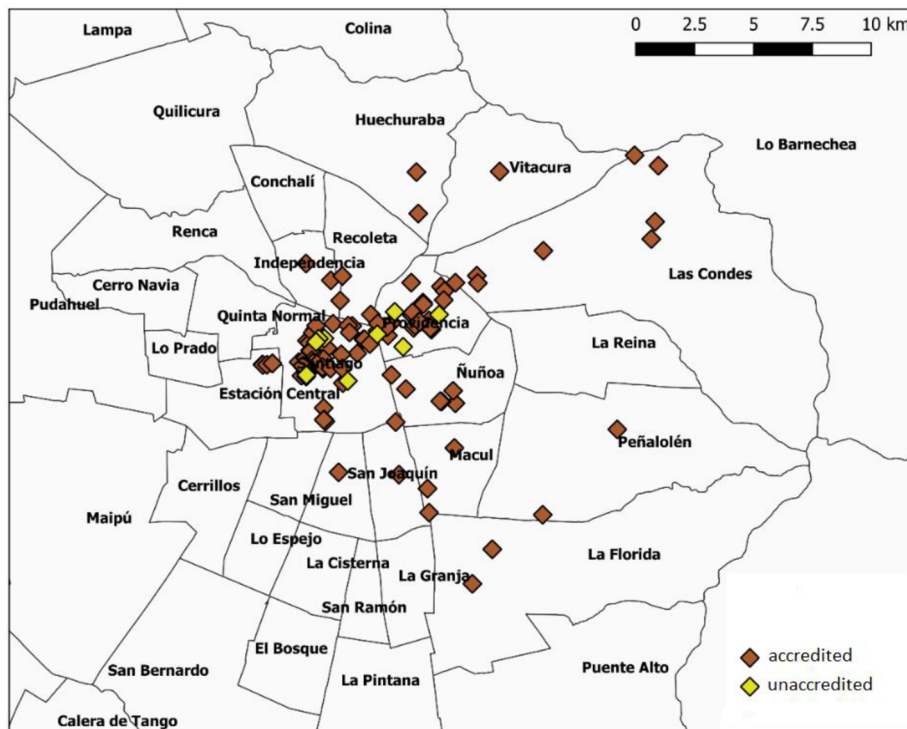 Lampa
Colina
0 2.5 5 7.5 10 km
Quilicura
Huechuraba
Lo Barnechea
Vitacura
Conchalí
Renca
Recoleta
Independencia
Las Condes
Cerro Navia
Pudahuel
Quinta Normal
Providencia
Lo Prado
La Reina
Santiago
Ñuñoa
Estación Central
Peñalolén
Macul
San Joaquín
Cerrillos
San Miguel
Maipú
Lo Espejo
La Cisterna
La Florida
La Granja
San Ramón
El Bosque
accredited
San Bernardo
Puente Alto
La Pintana
unaccredited
Calera de Tango